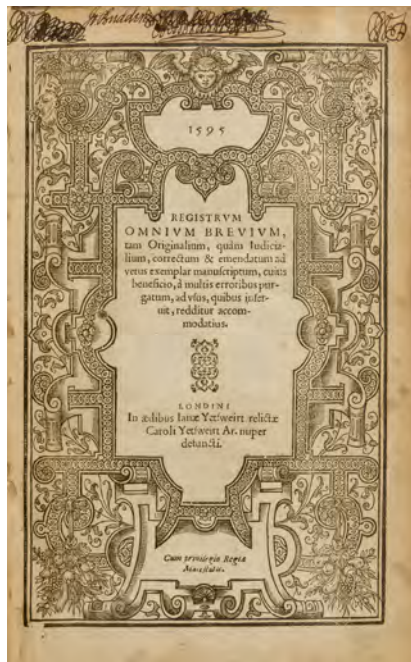 1595
REGISTRVM
OMNIVM BREVIVM,
tam Originalium, quàm Iudicia-
lium, correctum & emendatum ad
vetus exemplar manuscriptum, cuius
beneficio, à multis erroribus pur-
gatum, ad vsus, quibus inser-
uit, redditur accom-
modatius.
LONDINI
In ædibus Ianæ Yetsweirt relictæ
Caroli Yetsweirt Ar. nuper
defuncti.
Cum priuilegio Regiæ
Maiestatis.